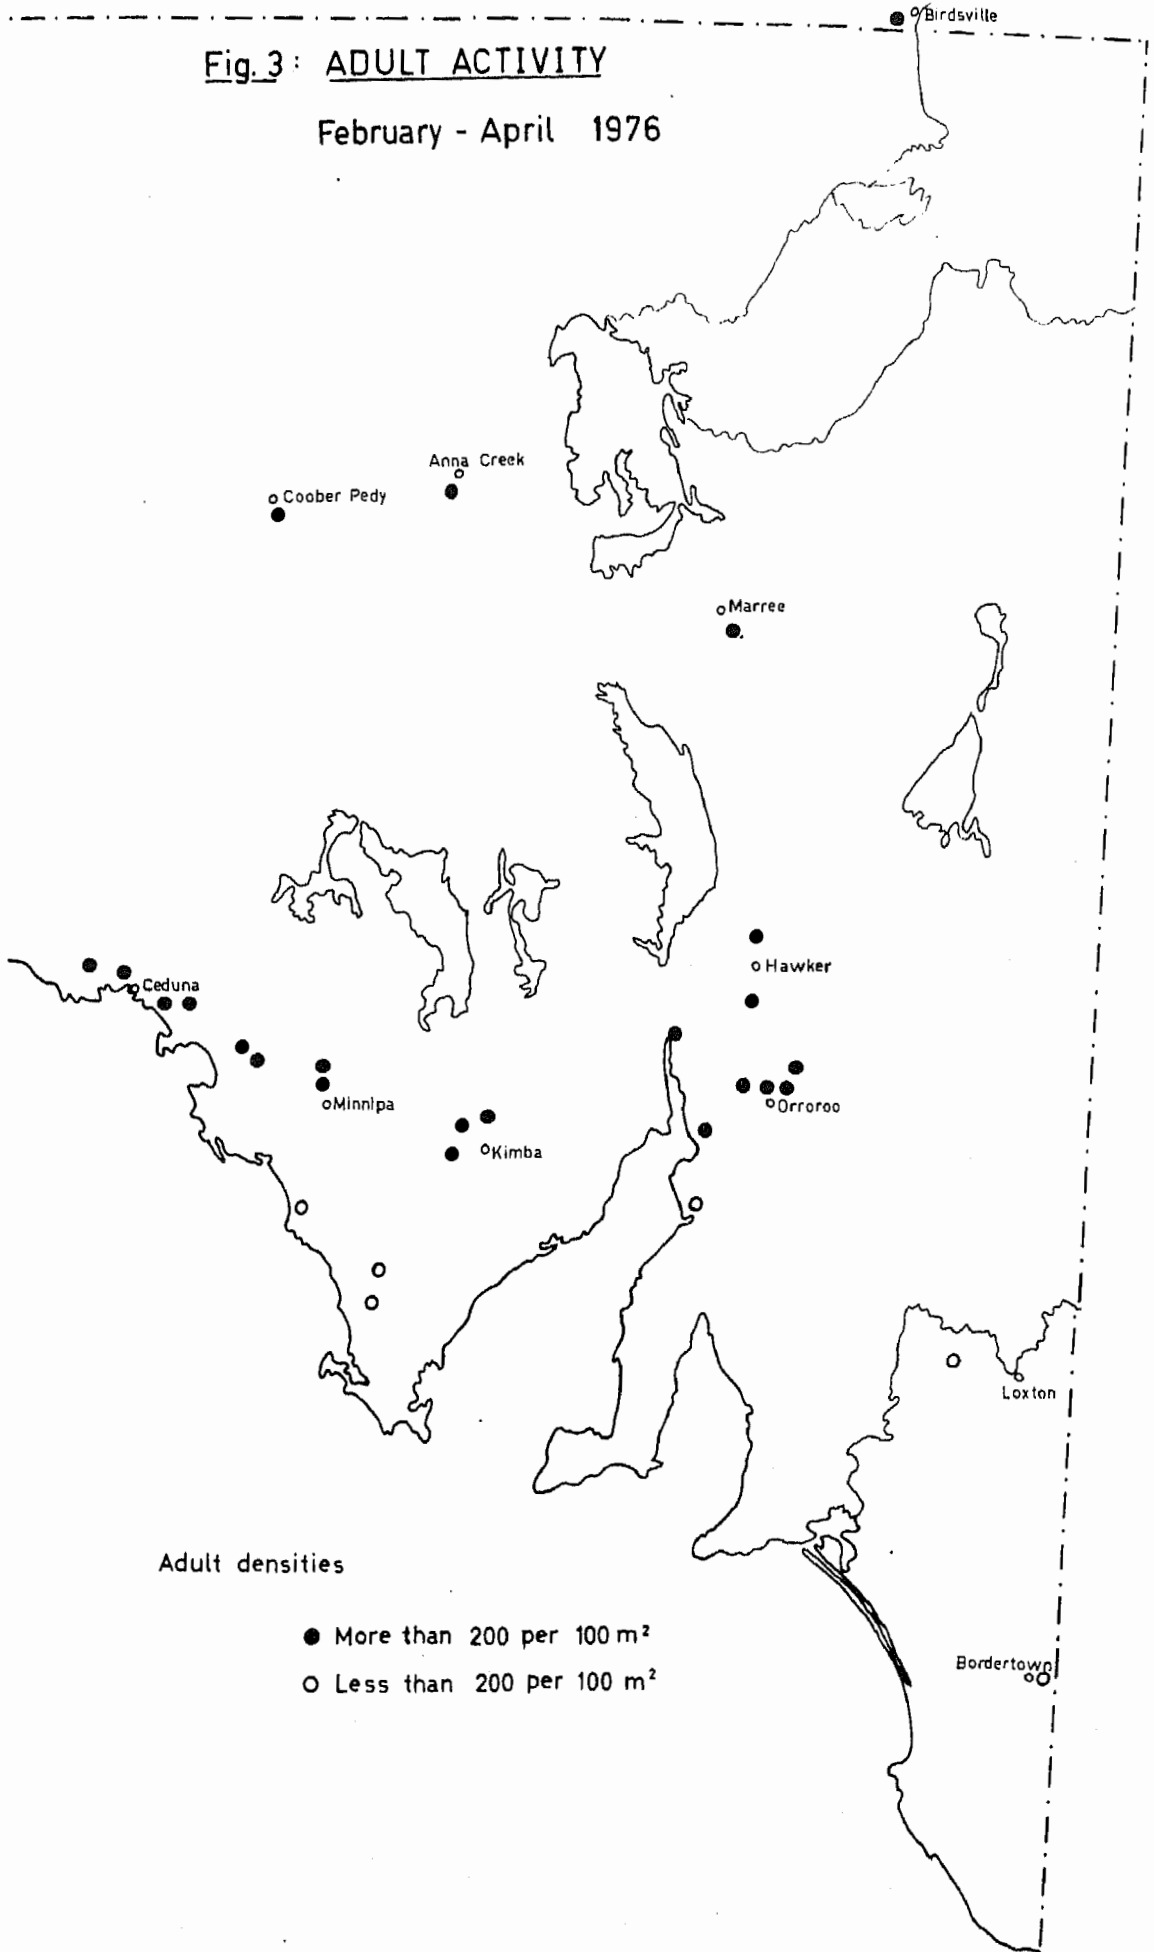 Birdsville
Fig. 3 : ADULT ACTIVITY
February - April 1976
Anna Creek
Coober Pedy
Marree
Hawker
Ceduna
Minnipa
Orroroo
Kimba
Loxton
Adult densities
More than 200 per 100 m²
Less than 200 per 100 m²
Bordertown